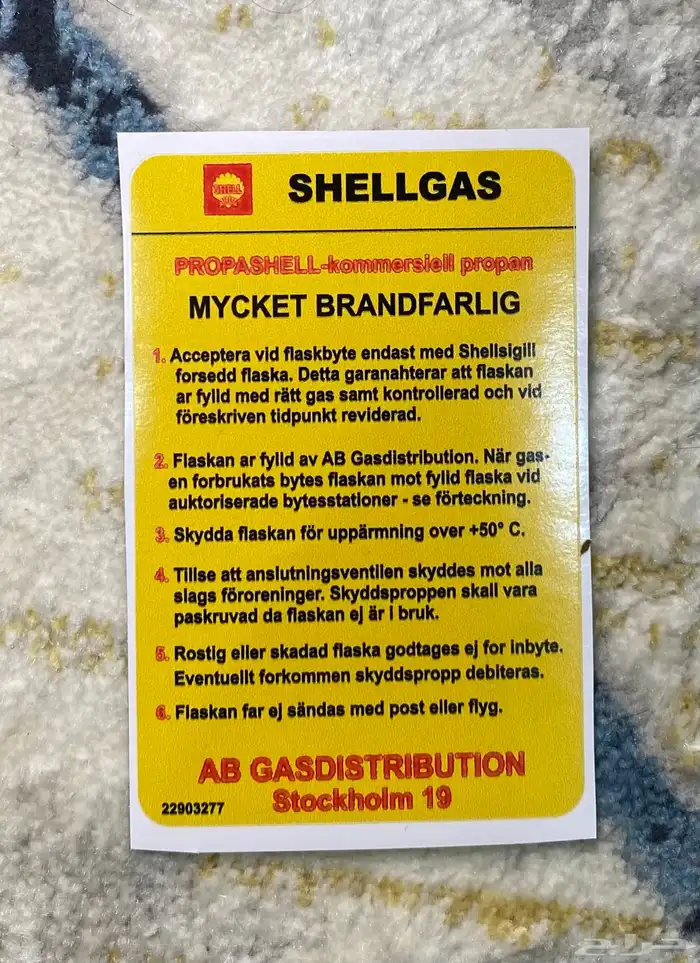 SHELL
SHELLGAS
PROPASHELL-kommersiell propan
MYCKET BRANDFARLIG
1. Acceptera vid flaskbyte endast med Shellsigill
forsedd flaska. Detta garanahterar att flaskan
ar fylld med rätt gas samt kontrollerad och vid
föreskriven tidpunkt reviderad.
2. Flaskan ar fylld av AB Gasdistribution. När gas-
en forbrukats bytes flaskan mot fylld flaska vid
auktoriserade bytesstationer - se förteckning.
3. Skydda flaskan för uppärmning over +50° C.
4. Tillse att anslutningsventilen skyddes mot alla
slags föroreninger. Skyddsproppen skall vara
paskruvad da flaskan ej är i bruk.
5. Rostig eller skadad flaska godtages ej for inbyte.
Eventuellt forkommen skyddspropp debiteras.
6. Flaskan far ej sändas med post eller flyg.
AB GASDISTRIBUTION
Stockholm 19
22903277
حراج